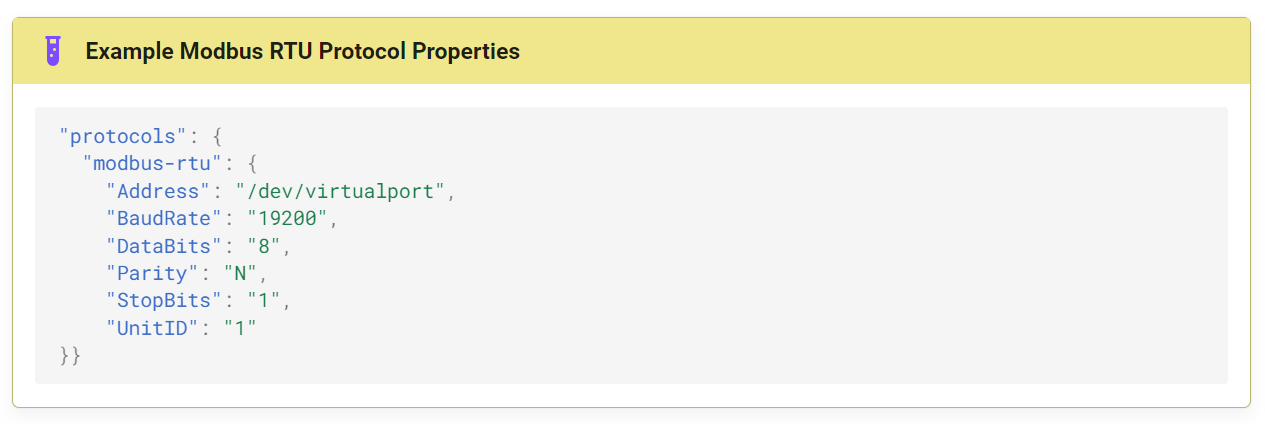 Example Modbus RTU Protocol Properties
"protocols": {
  "modbus-rtu": {
    "Address": "/dev/virtualport",
    "BaudRate": "19200",
    "DataBits": "8",
    "Parity": "N",
    "StopBits": "1",
    "UnitID": "1"
}}